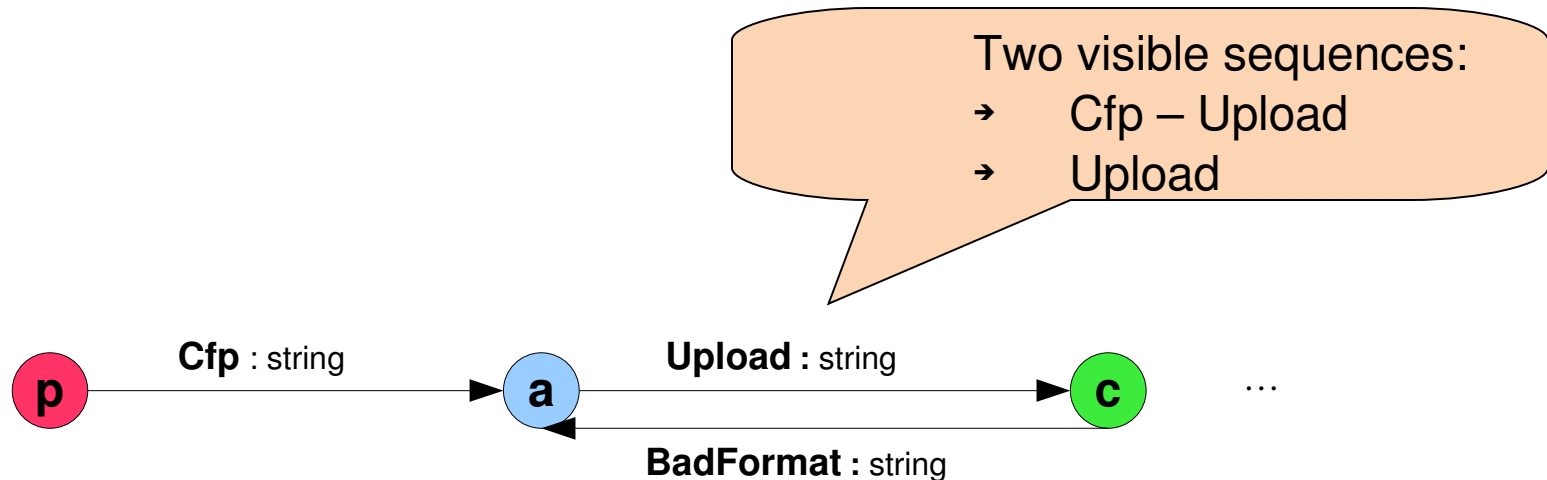 Two visible sequences:
➔ Cfp – Upload
➔ Upload
Cfp : string
Upload : string
p
a
c
...
BadFormat : string